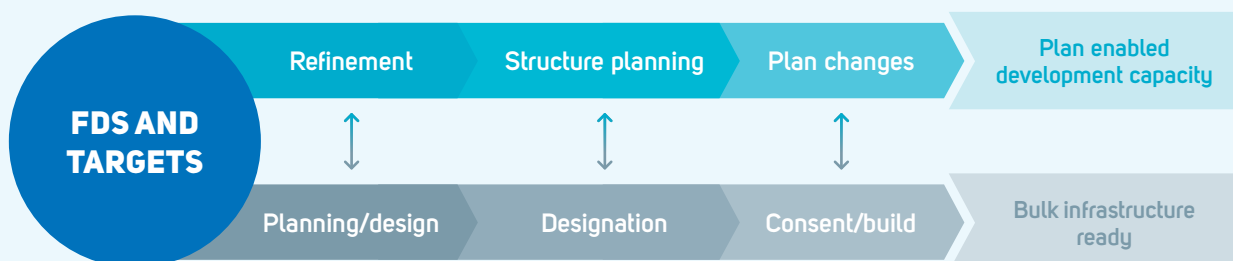 FDS AND
TARGETS
Refinement
Structure planning
Plan changes
Plan enabled
development capacity
Planning/design
Designation
Consent/build
Bulk infrastructure
ready